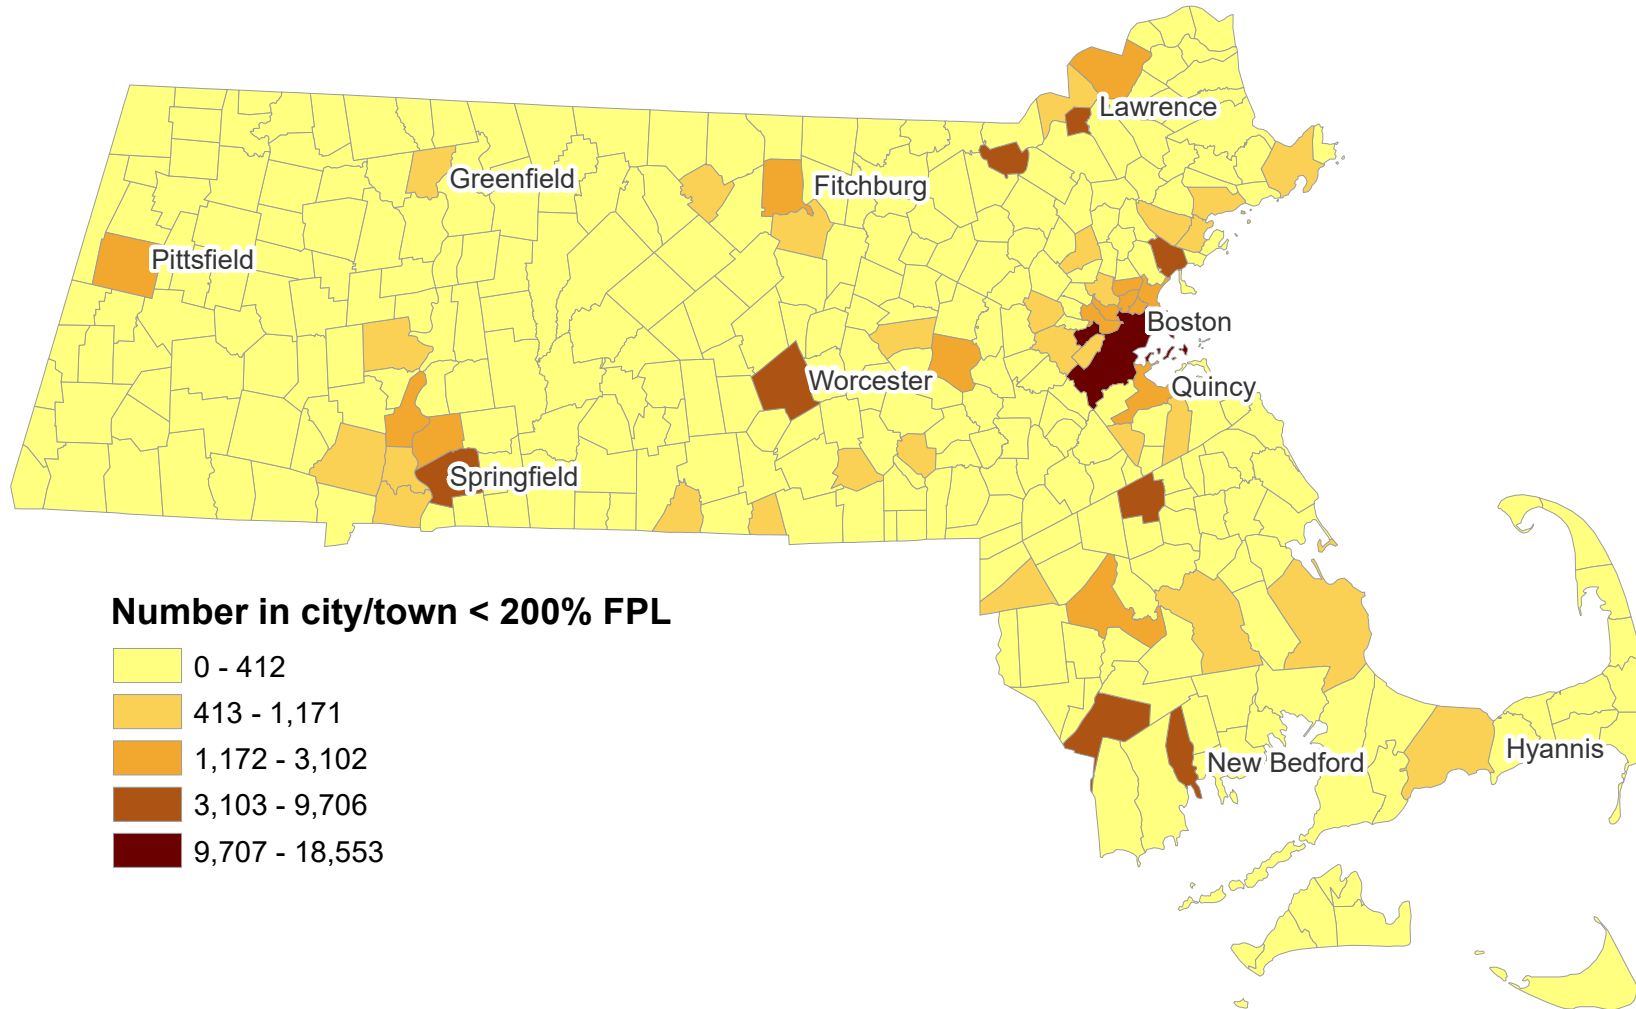 Lawrence
Greenfield
Fitchburg
Pittsfield
Boston
Worcester
Quincy
Springfield
Number in city/town < 200% FPL
0 - 412
413 - 1,171
1,172 - 3,102
3,103 - 9,706
9,707 - 18,553
New Bedford
Hyannis